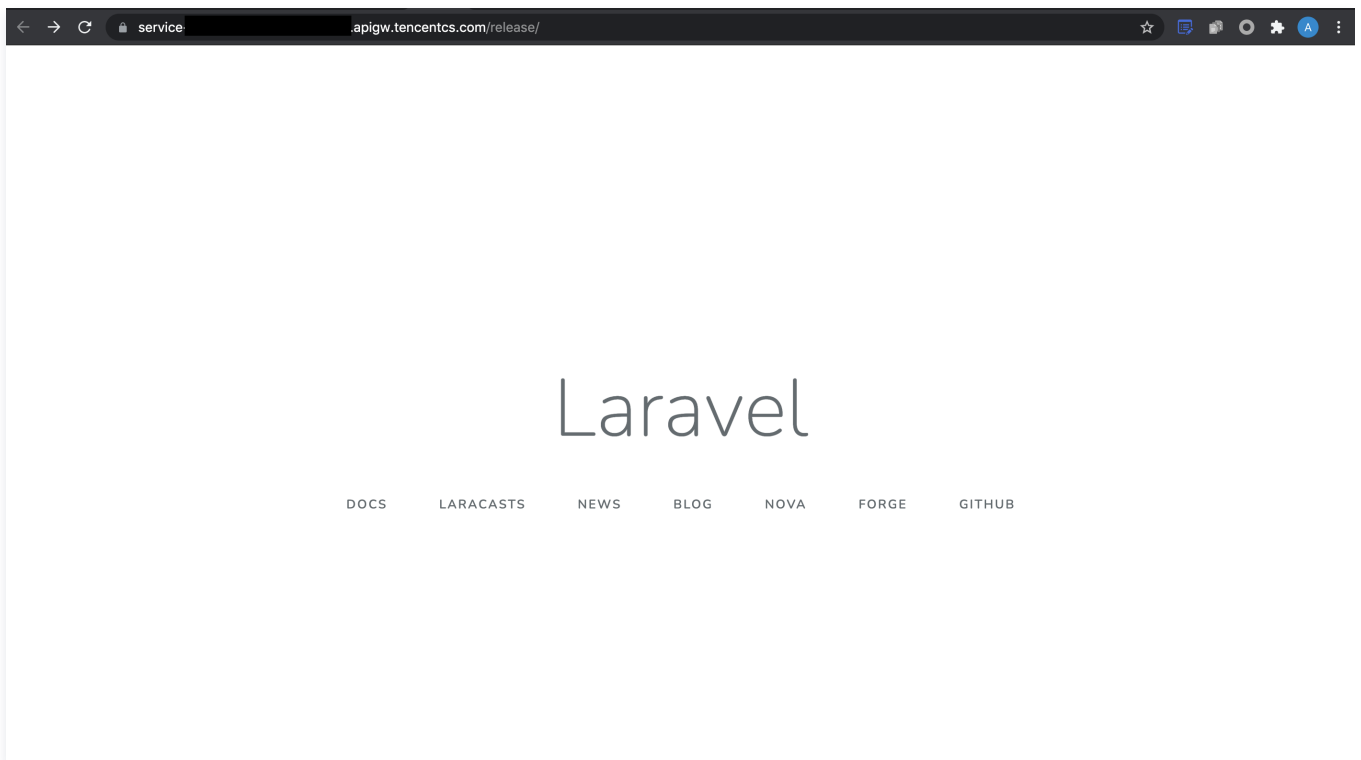 service-
.apigw.tencentcs.com/release/
A
Laravel
DOCS LARACASTS NEWS BLOG NOVA FORGE GITHUB